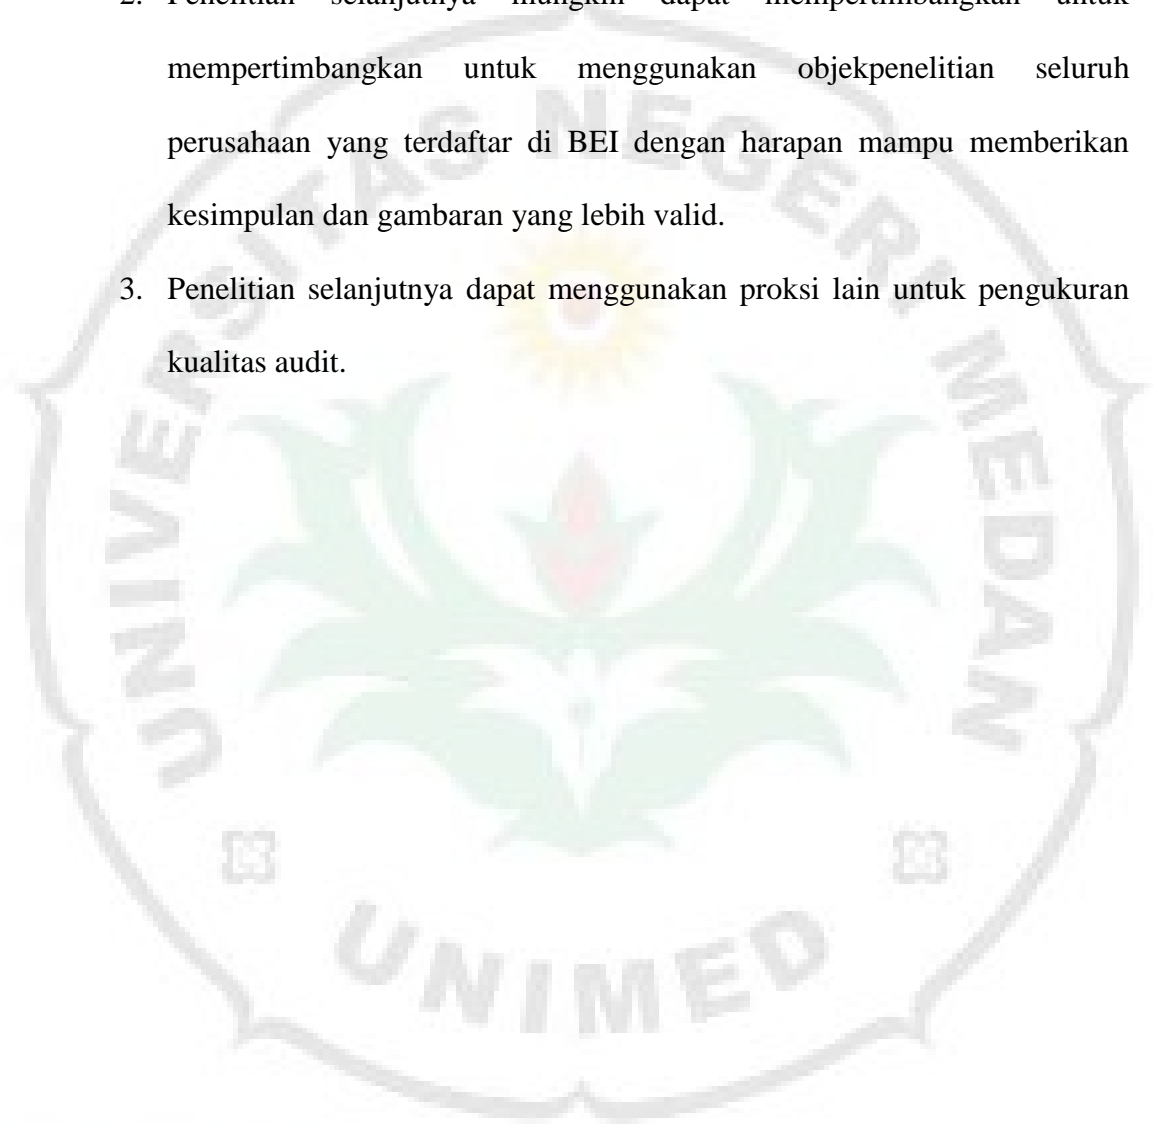 2. Penelitian selanjutnya mungkin dapat mempertimbangkan untuk
mempertimbangkan untuk menggunakan objekpenelitian seluruh
perusahaan yang terdaftar di BEI dengan harapan mampu memberikan
kesimpulan dan gambaran yang lebih valid.
3. Penelitian selanjutnya dapat menggunakan proksi lain untuk pengukuran
kualitas audit.
UNIVERSITAS NEGERI MEDAN
UNIMED